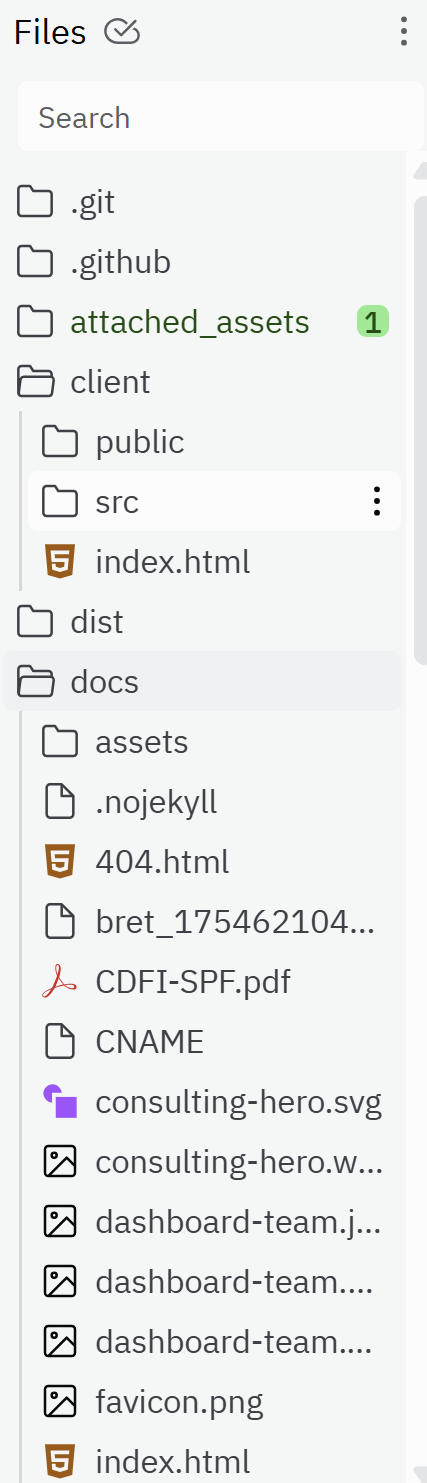 Files
Search
.git
.github
attached_assets 1
client
public
src
index.html
dist
docs
assets
.nojekyll
404.html
bret_175462104...
CDFI-SPF.pdf
CNAME
consulting-hero.svg
consulting-hero.w...
dashboard-team.j...
dashboard-team....
dashboard-team....
favicon.png
index.html